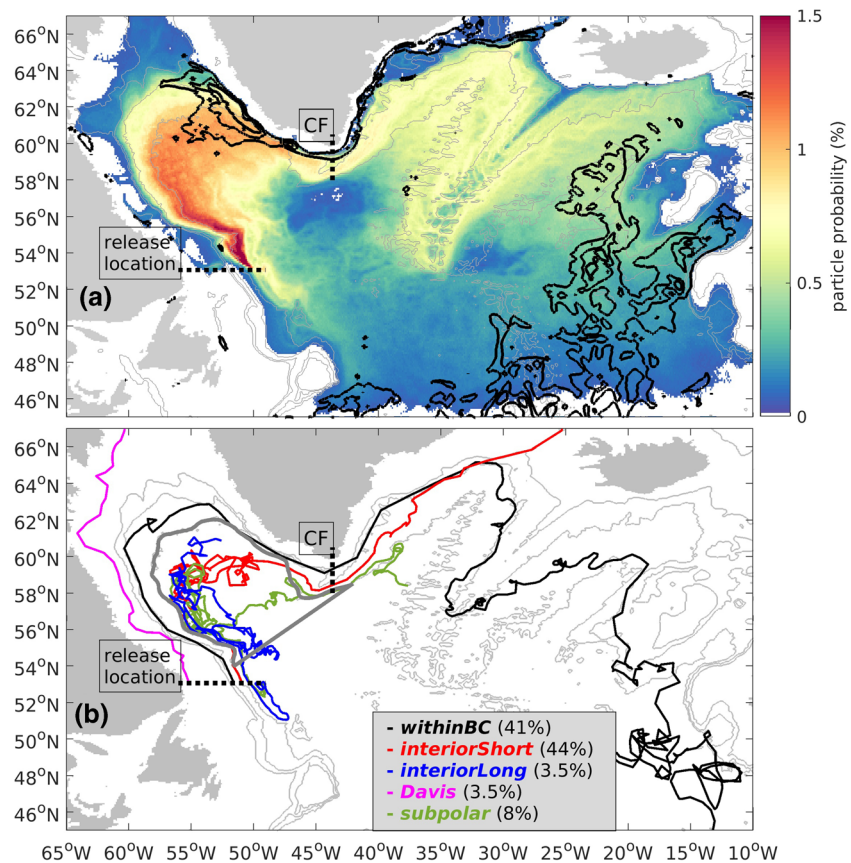 66°N
64°N
62°N
60°N
58°N
56°N
54°N
52°N
50°N
48°N
46°N
CF
release
location
(a)
1.5
1
0.5
0
particle probability (%)
66°N
64°N
62°N
60°N
58°N
56°N
54°N
52°N
50°N
48°N
46°N
CF
release
location
(b)
- withinBC (41%)
- interiorShort (44%)
- interiorLong (3.5%)
- Davis (3.5%)
- subpolar (8%)
65°W 60°W 55°W 50°W 45°W 40°W 35°W 30°W 25°W 20°W 15°W 10°W